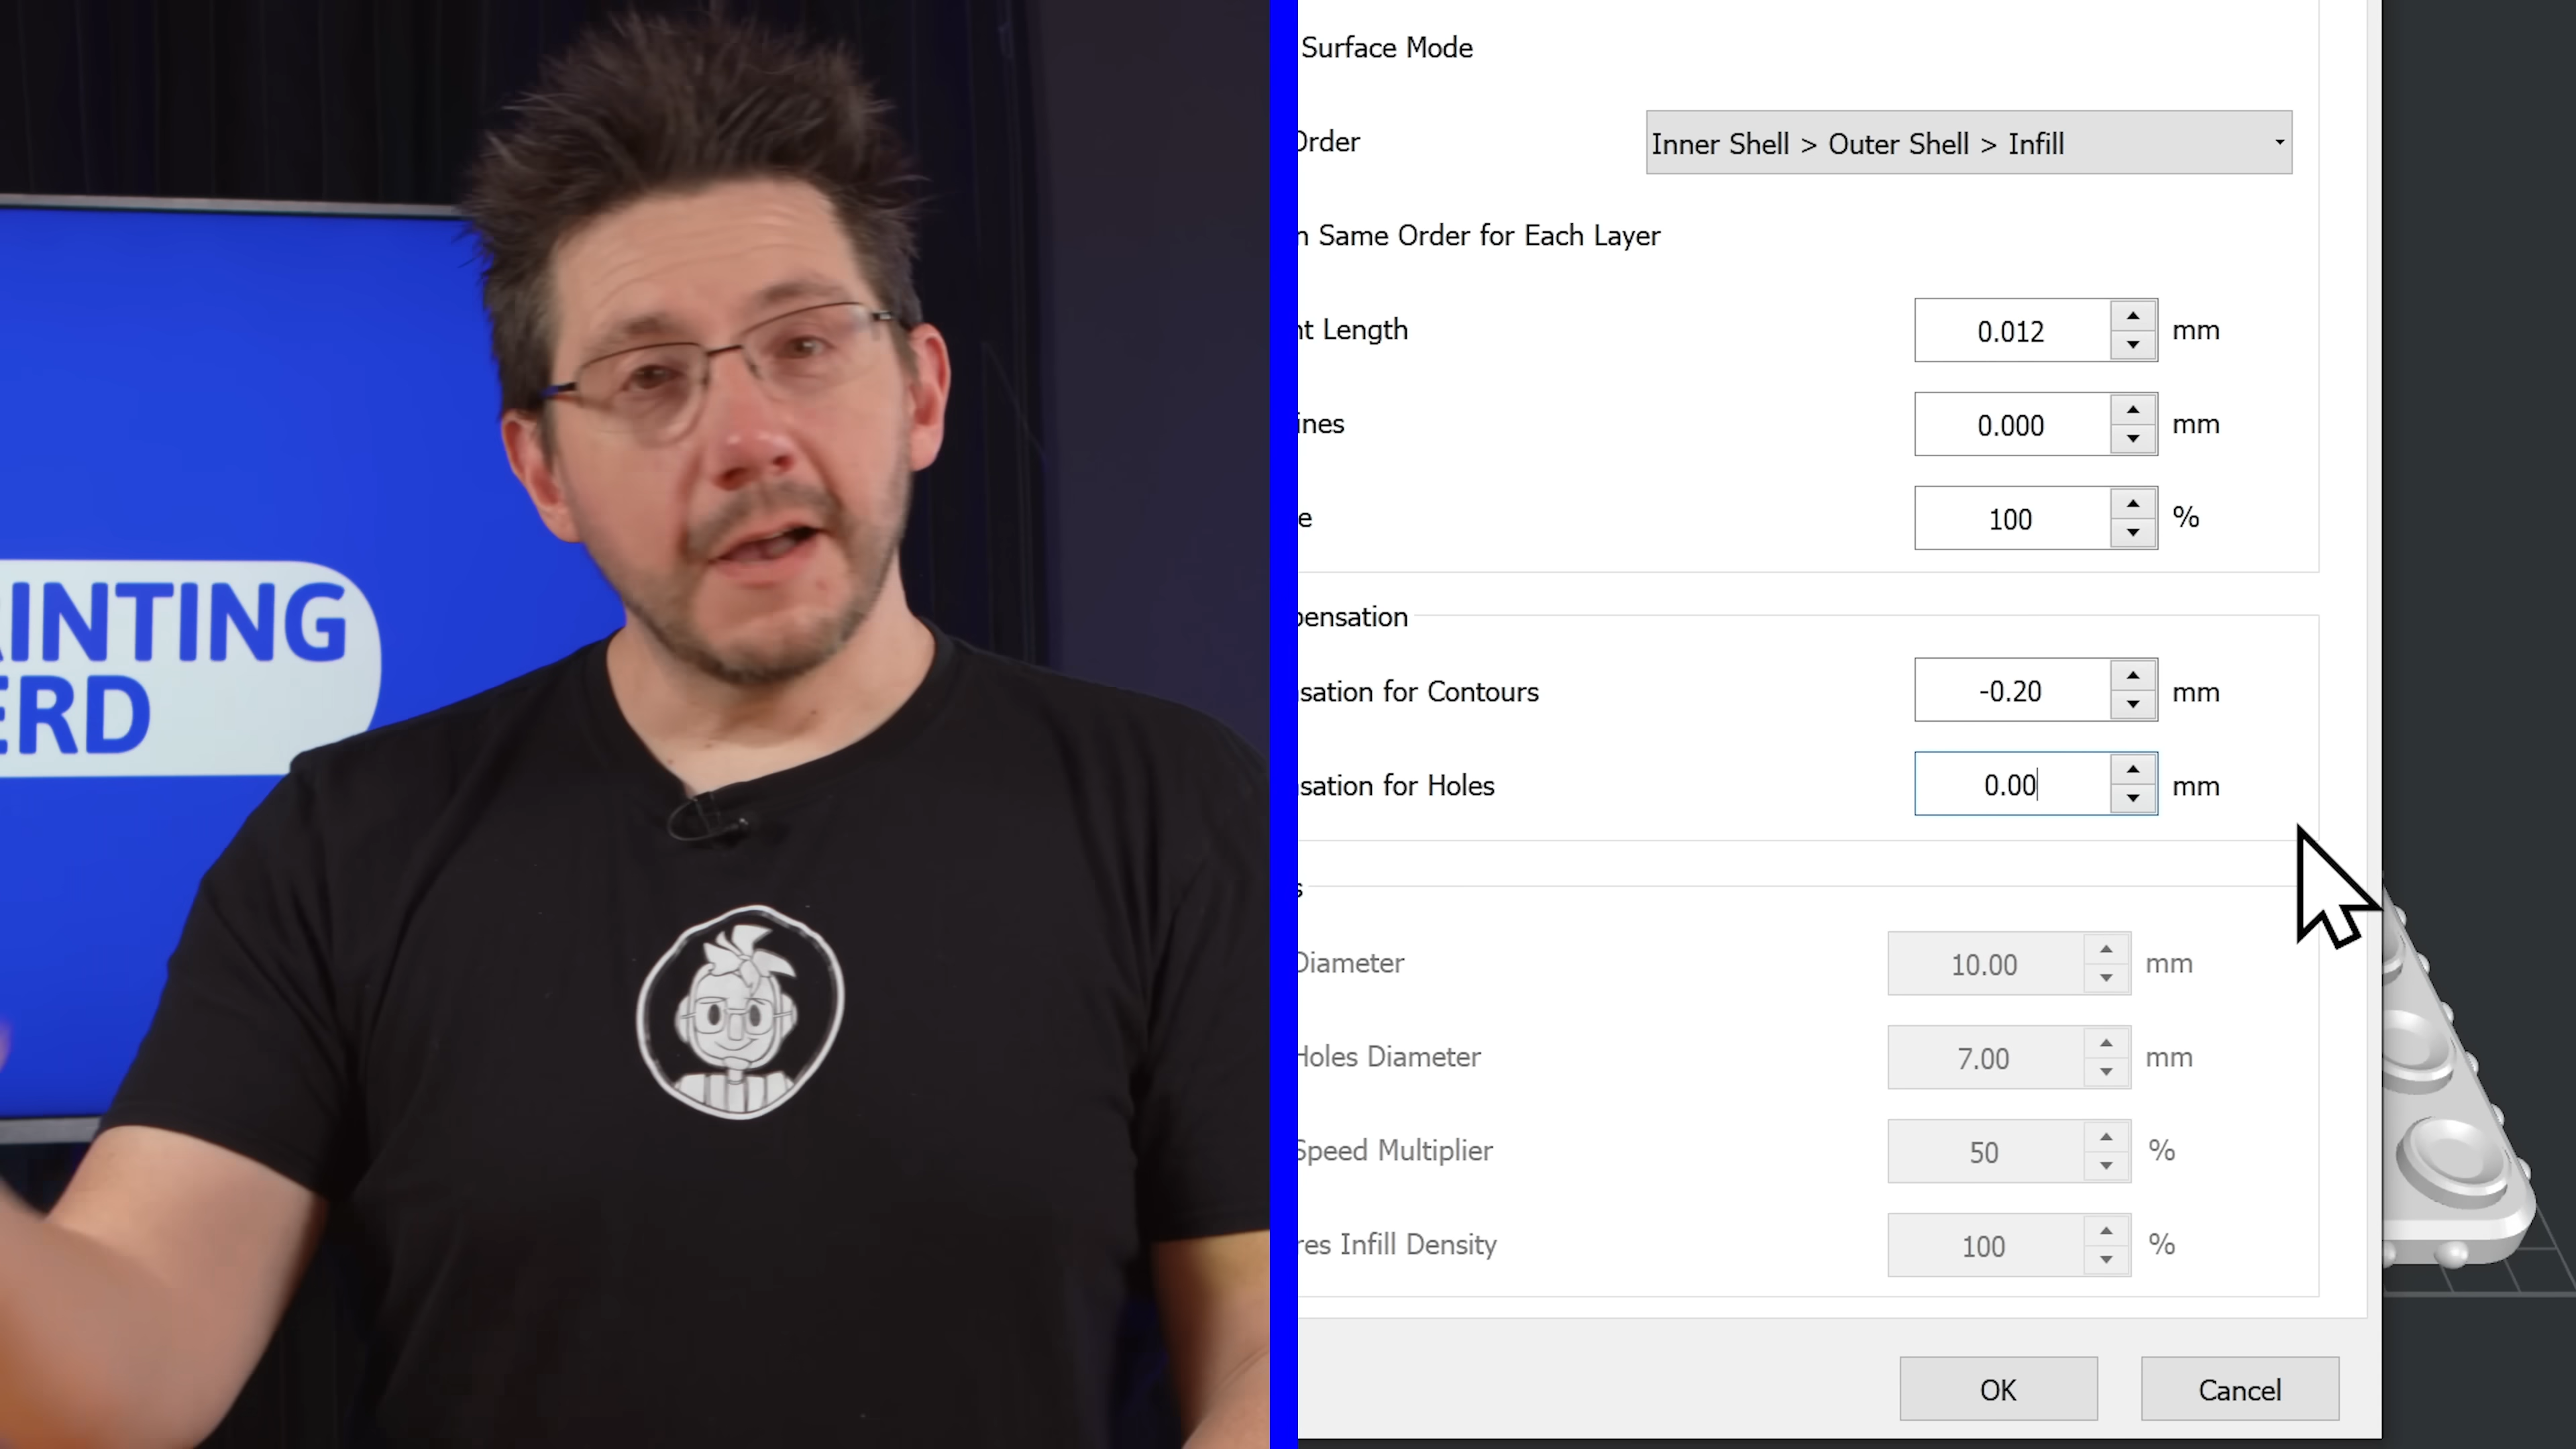 INTING
ERD
Surface Mode
Order
Inner Shell > Outer Shell > Infill
n Same Order for Each Layer
nt Length 0.012 mm
ines 0.000 mm
e 100 %
pensation
sation for Contours -0.20 mm
sation for Holes 0.00 mm
s
Diameter 10.00 mm
Holes Diameter 7.00 mm
Speed Multiplier 50 %
res Infill Density 100 %
OK Cancel